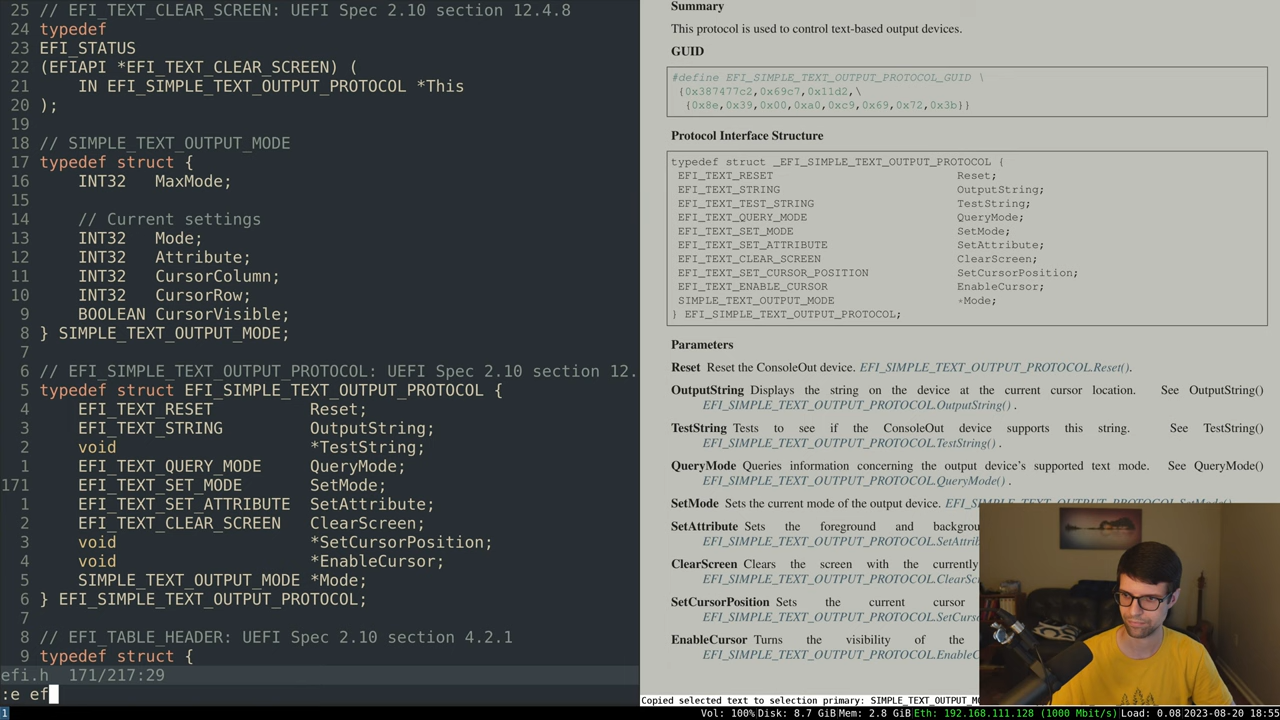 25 // EFI_TEXT_CLEAR_SCREEN: UEFI Spec 2.10 section 12.4.8
24 typedef
23 EFI_STATUS
22 (EFIAPI *EFI_TEXT_CLEAR_SCREEN) (
21     IN EFI_SIMPLE_TEXT_OUTPUT_PROTOCOL *This
20 );
19
18 // SIMPLE_TEXT_OUTPUT_MODE
17 typedef struct {
16     INT32   MaxMode;
15
14     // Current settings
13     INT32   Mode;
12     INT32   Attribute;
11     INT32   CursorColumn;
10     INT32   CursorRow;
9     BOOLEAN CursorVisible;
8 } SIMPLE_TEXT_OUTPUT_MODE;
7
6 // EFI_SIMPLE_TEXT_OUTPUT_PROTOCOL: UEFI Spec 2.10 section 12.
5 typedef struct EFI_SIMPLE_TEXT_OUTPUT_PROTOCOL {
4     EFI_TEXT_RESET          Reset;
3     EFI_TEXT_STRING         OutputString;
2     void                    *TestString;
1     EFI_TEXT_QUERY_MODE     QueryMode;
171     EFI_TEXT_SET_MODE       SetMode;
1     EFI_TEXT_SET_ATTRIBUTE  SetAttribute;
2     EFI_TEXT_CLEAR_SCREEN   ClearScreen;
3     void                    *SetCursorPosition;
4     void                    *EnableCursor;
5     SIMPLE_TEXT_OUTPUT_MODE *Mode;
6 } EFI_SIMPLE_TEXT_OUTPUT_PROTOCOL;
7
8 // EFI_TABLE_HEADER: UEFI Spec 2.10 section 4.2.1
9 typedef struct {
efi.h  171/217:29
:e ef
Summary
This protocol is used to control text-based output devices.
GUID
#define EFI_SIMPLE_TEXT_OUTPUT_PROTOCOL_GUID \
{0x387477c2,0x69c7,0x11d2,\
{0x8e,0x39,0x00,0xa0,0xc9,0x69,0x72,0x3b}}
Protocol Interface Structure
typedef struct _EFI_SIMPLE_TEXT_OUTPUT_PROTOCOL {
EFI_TEXT_RESET Reset;
EFI_TEXT_STRING OutputString;
EFI_TEXT_TEST_STRING TestString;
EFI_TEXT_QUERY_MODE QueryMode;
EFI_TEXT_SET_MODE SetMode;
EFI_TEXT_SET_ATTRIBUTE SetAttribute;
EFI_TEXT_CLEAR_SCREEN ClearScreen;
EFI_TEXT_SET_CURSOR_POSITION SetCursorPosition;
EFI_TEXT_ENABLE_CURSOR EnableCursor;
SIMPLE_TEXT_OUTPUT_MODE *Mode;
} EFI_SIMPLE_TEXT_OUTPUT_PROTOCOL;
Parameters
Reset Reset the ConsoleOut device. EFI_SIMPLE_TEXT_OUTPUT_PROTOCOL.Reset().
OutputString Displays the string on the device at the current cursor location. See OutputString()
EFI_SIMPLE_TEXT_OUTPUT_PROTOCOL.OutputString() .
TestString Tests to see if the ConsoleOut device supports this string. See TestString()
EFI_SIMPLE_TEXT_OUTPUT_PROTOCOL.TestString() .
QueryMode Queries information concerning the output device's supported text mode. See QueryMode()
EFI_SIMPLE_TEXT_OUTPUT_PROTOCOL.QueryMode() .
SetMode Sets the current mode of the output device. EFI_SIMPLE_TEXT_OUTPUT_PROTOCOL.SetMode().
SetAttribute Sets the foreground and backgrou
EFI_SIMPLE_TEXT_OUTPUT_PROTOCOL.SetAttrib
ClearScreen Clears the screen with the currently
EFI_SIMPLE_TEXT_OUTPUT_PROTOCOL.ClearSc
SetCursorPosition Sets the current cursor
EFI_SIMPLE_TEXT_OUTPUT_PROTOCOL.SetCurso
EnableCursor Turns the visibility of the
EFI_SIMPLE_TEXT_OUTPUT_PROTOCOL.EnableC
Copied selected text to selection primary: SIMPLE_TEXT_OUTPUT_MO
1 Vol: 100% Disk: 8.7 GiB Mem: 2.8 GiB Eth: 192.168.111.128 (1000 Mbit/s) Load: 0.08 2023-08-20 18:55